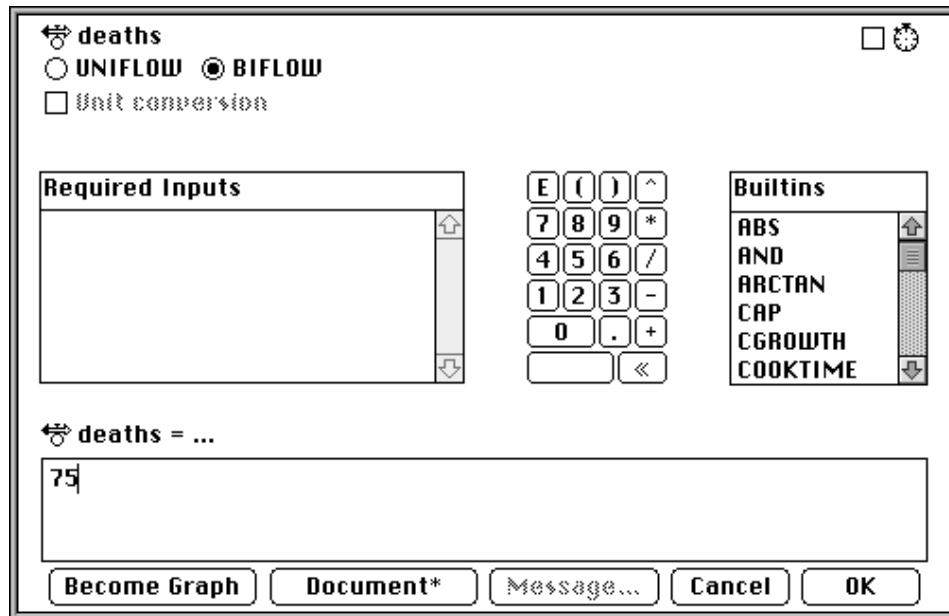 deaths
UNIFLOW BIFLOW
Unit conversion
Required Inputs
E ( ) ^
7 8 9 *
4 5 6 /
1 2 3 -
0 . +
«
Builtins
ABS
AND
ARCTAN
CAP
CGROWTH
COOKTIME
deaths = ...
75
Become Graph Document* Message... Cancel OK